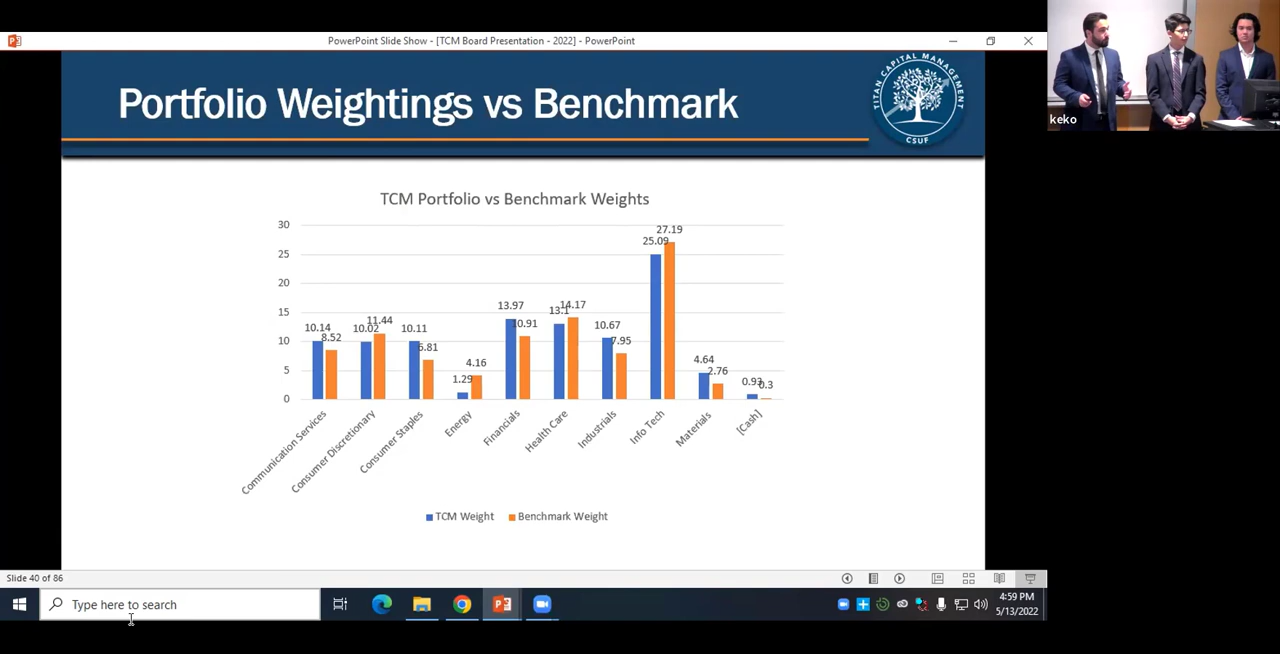 PowerPoint Slide Show - [TCM Board Presentation - 2022] - PowerPoint
keko
Portfolio Weightings vs Benchmark
TITAN CAPITAL MANAGEMENT
CSUF
TCM Portfolio vs Benchmark Weights
30
25
20
15
10
5
0
10.14
8.52
10.02
11.44
10.11
6.81
1.29
4.16
13.97
10.91
13.1
14.17
10.67
7.95
25.09
27.19
4.64
2.76
0.93
0.3
Communication Services
Consumer Discretionary
Consumer Staples
Energy
Financials
Health Care
Industrials
Info Tech
Materials
[Cash]
TCM Weight Benchmark Weight
Slide 40 of 86
Type here to search
4:59 PM
5/13/2022